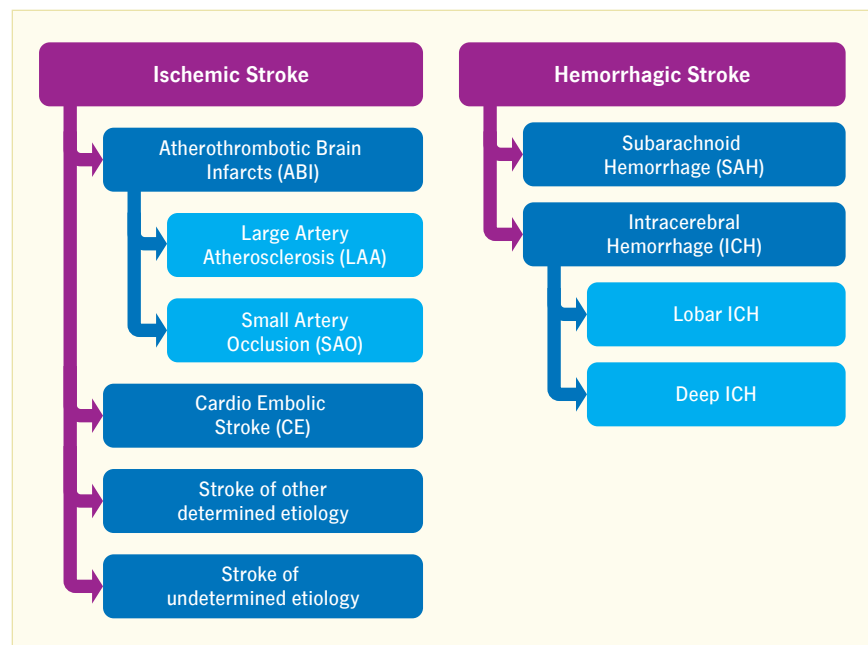 Ischemic Stroke
Atherothrombotic Brain
Infarcts (ABI)
Large Artery
Atherosclerosis (LAA)
Small Artery
Occlusion (SAO)
Cardio Embolic
Stroke (CE)
Stroke of other
determined etiology
Stroke of
undetermined etiology
Hemorrhagic Stroke
Subarachnoid
Hemorrhage (SAH)
Intracerebral
Hemorrhage (ICH)
Lobar ICH
Deep ICH